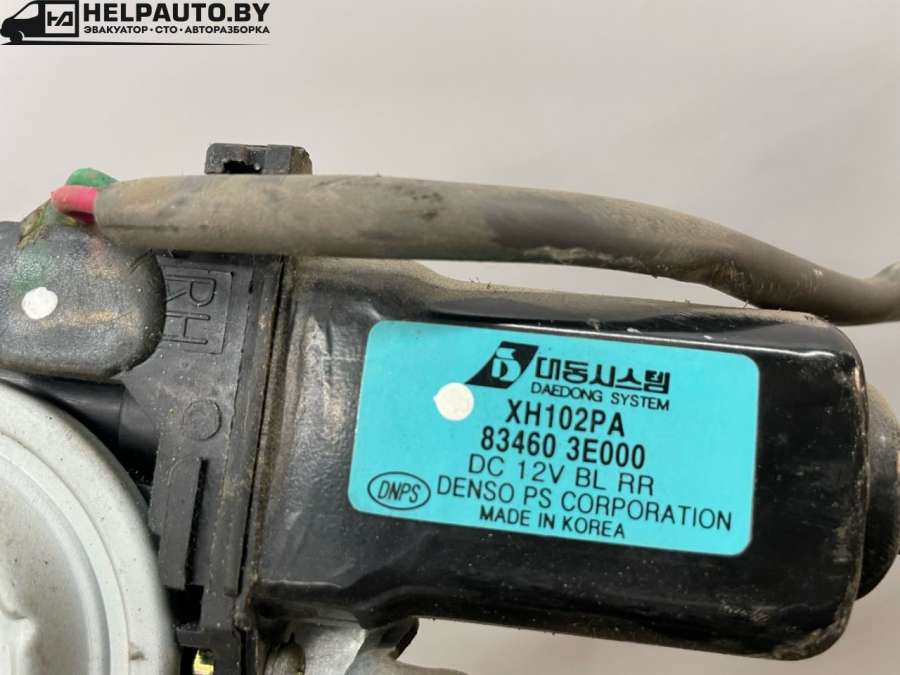 HELPAUTO.BY
ЭВАКУАТОР·СТО·АВТОРАЗБОРКА
RH
대동시스템
DAEDONG SYSTEM
XH102PA
83460 3E000
DC 12V BL RR
DNPS DENSO PS CORPORATION
MADE IN KOREA